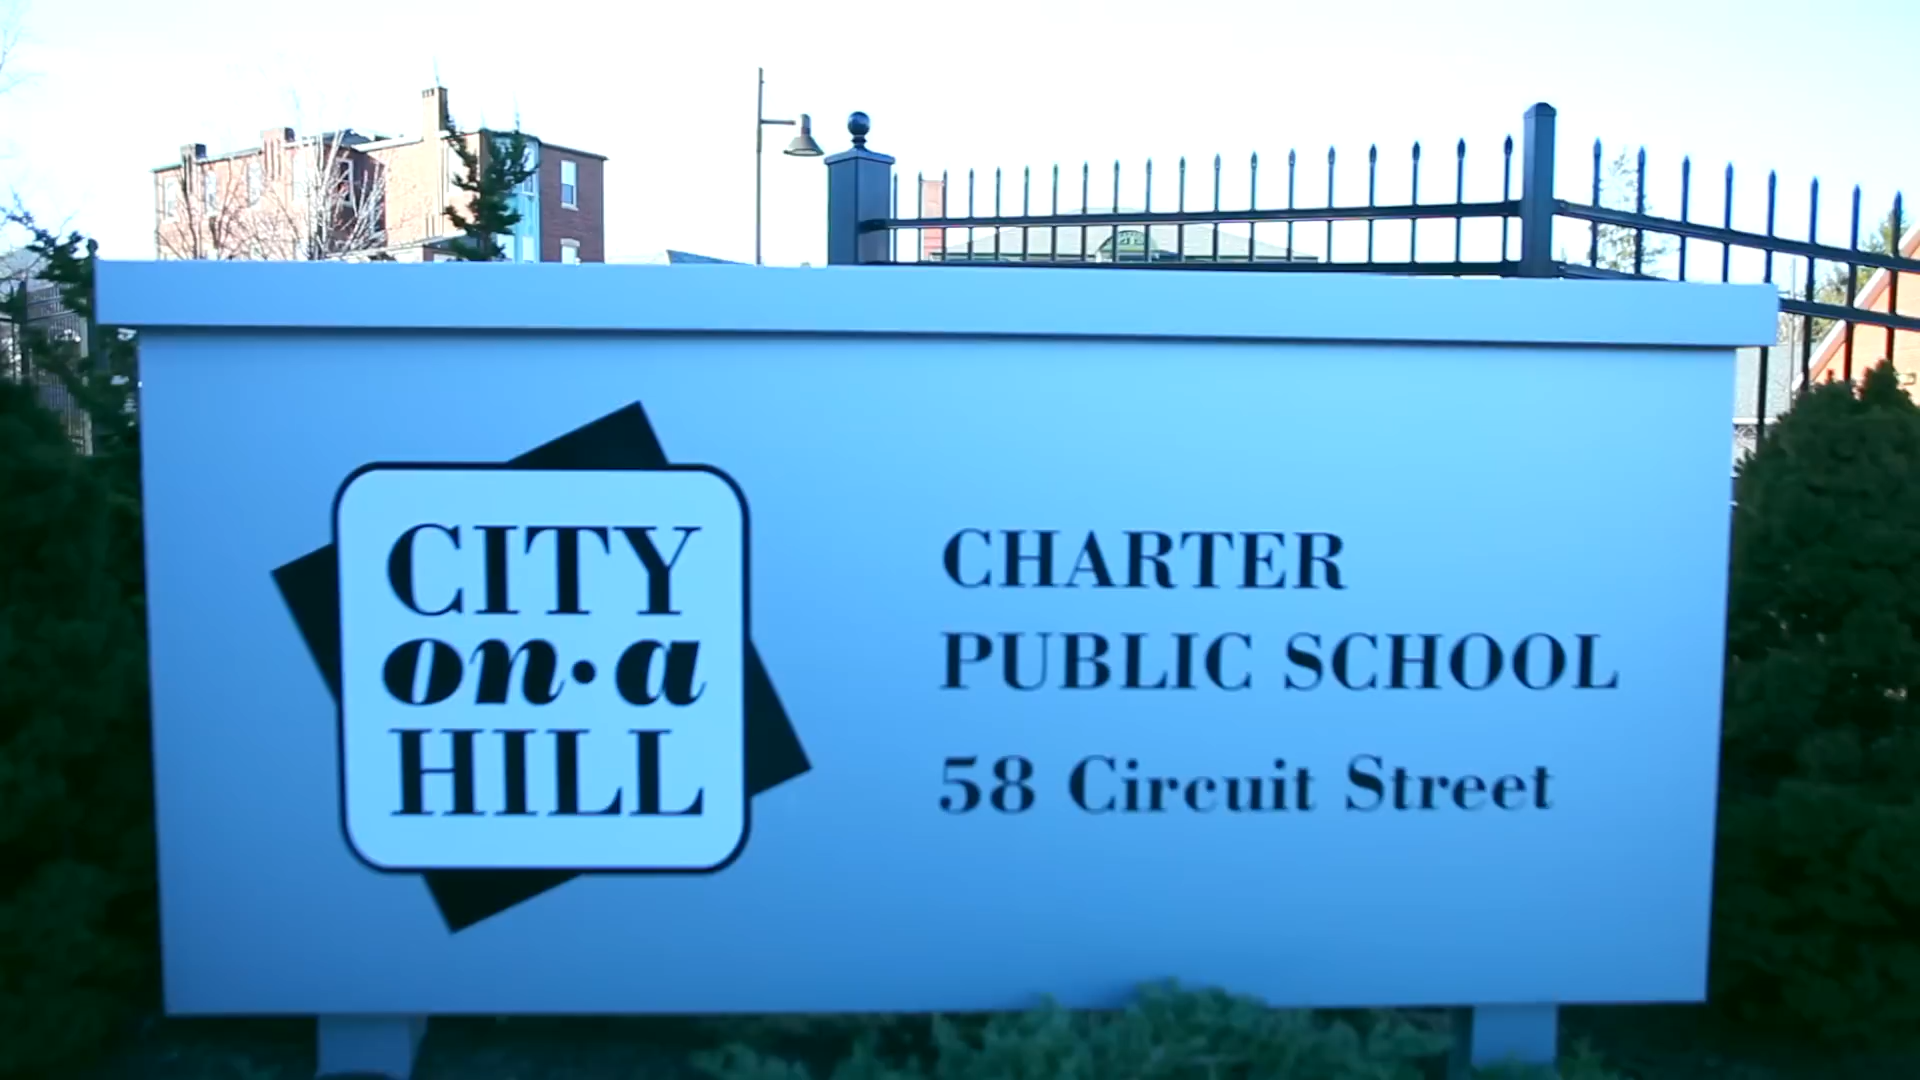 CITY
on·a
HILL
CHARTER
PUBLIC SCHOOL
58 Circuit Street